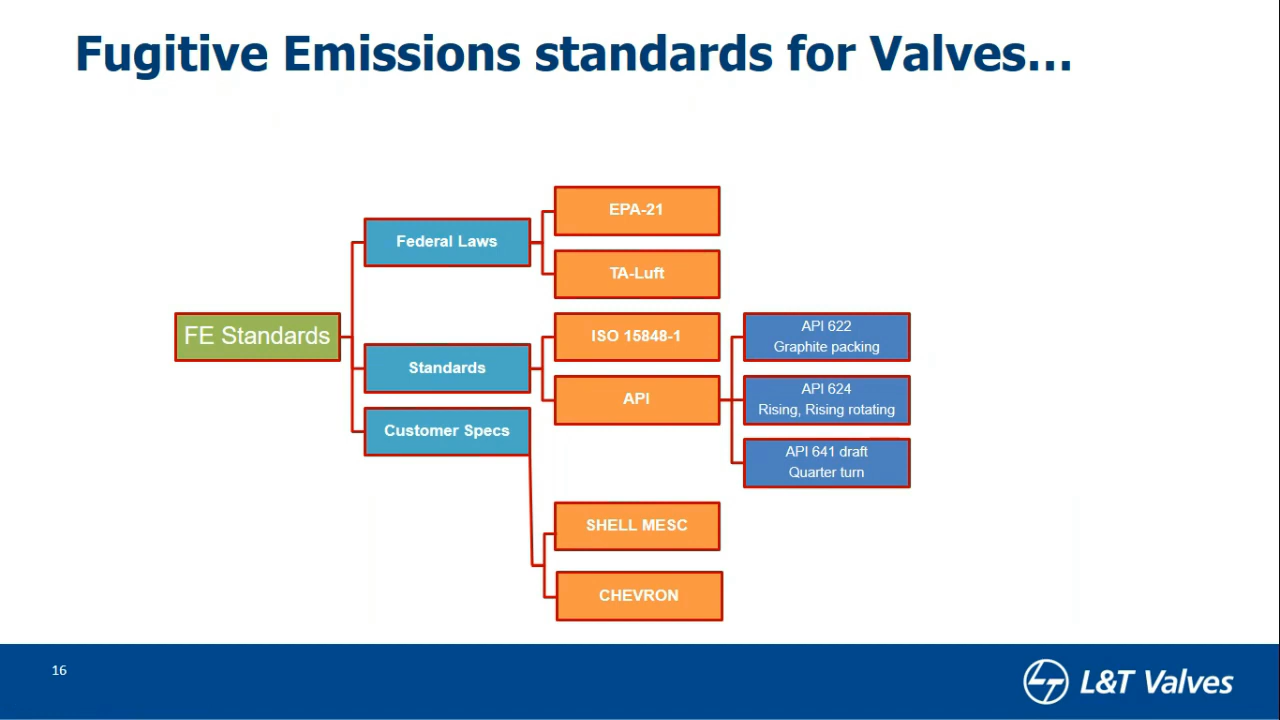 Fugitive Emissions standards for Valves...
EPA-21
Federal Laws
TA-Luft
FE Standards
ISO 15848-1
API 622
Graphite packing
Standards
API
API 624
Rising, Rising rotating
Customer Specs
API 641 draft
Quarter turn
SHELL MESC
CHEVRON
16
L&T Valves